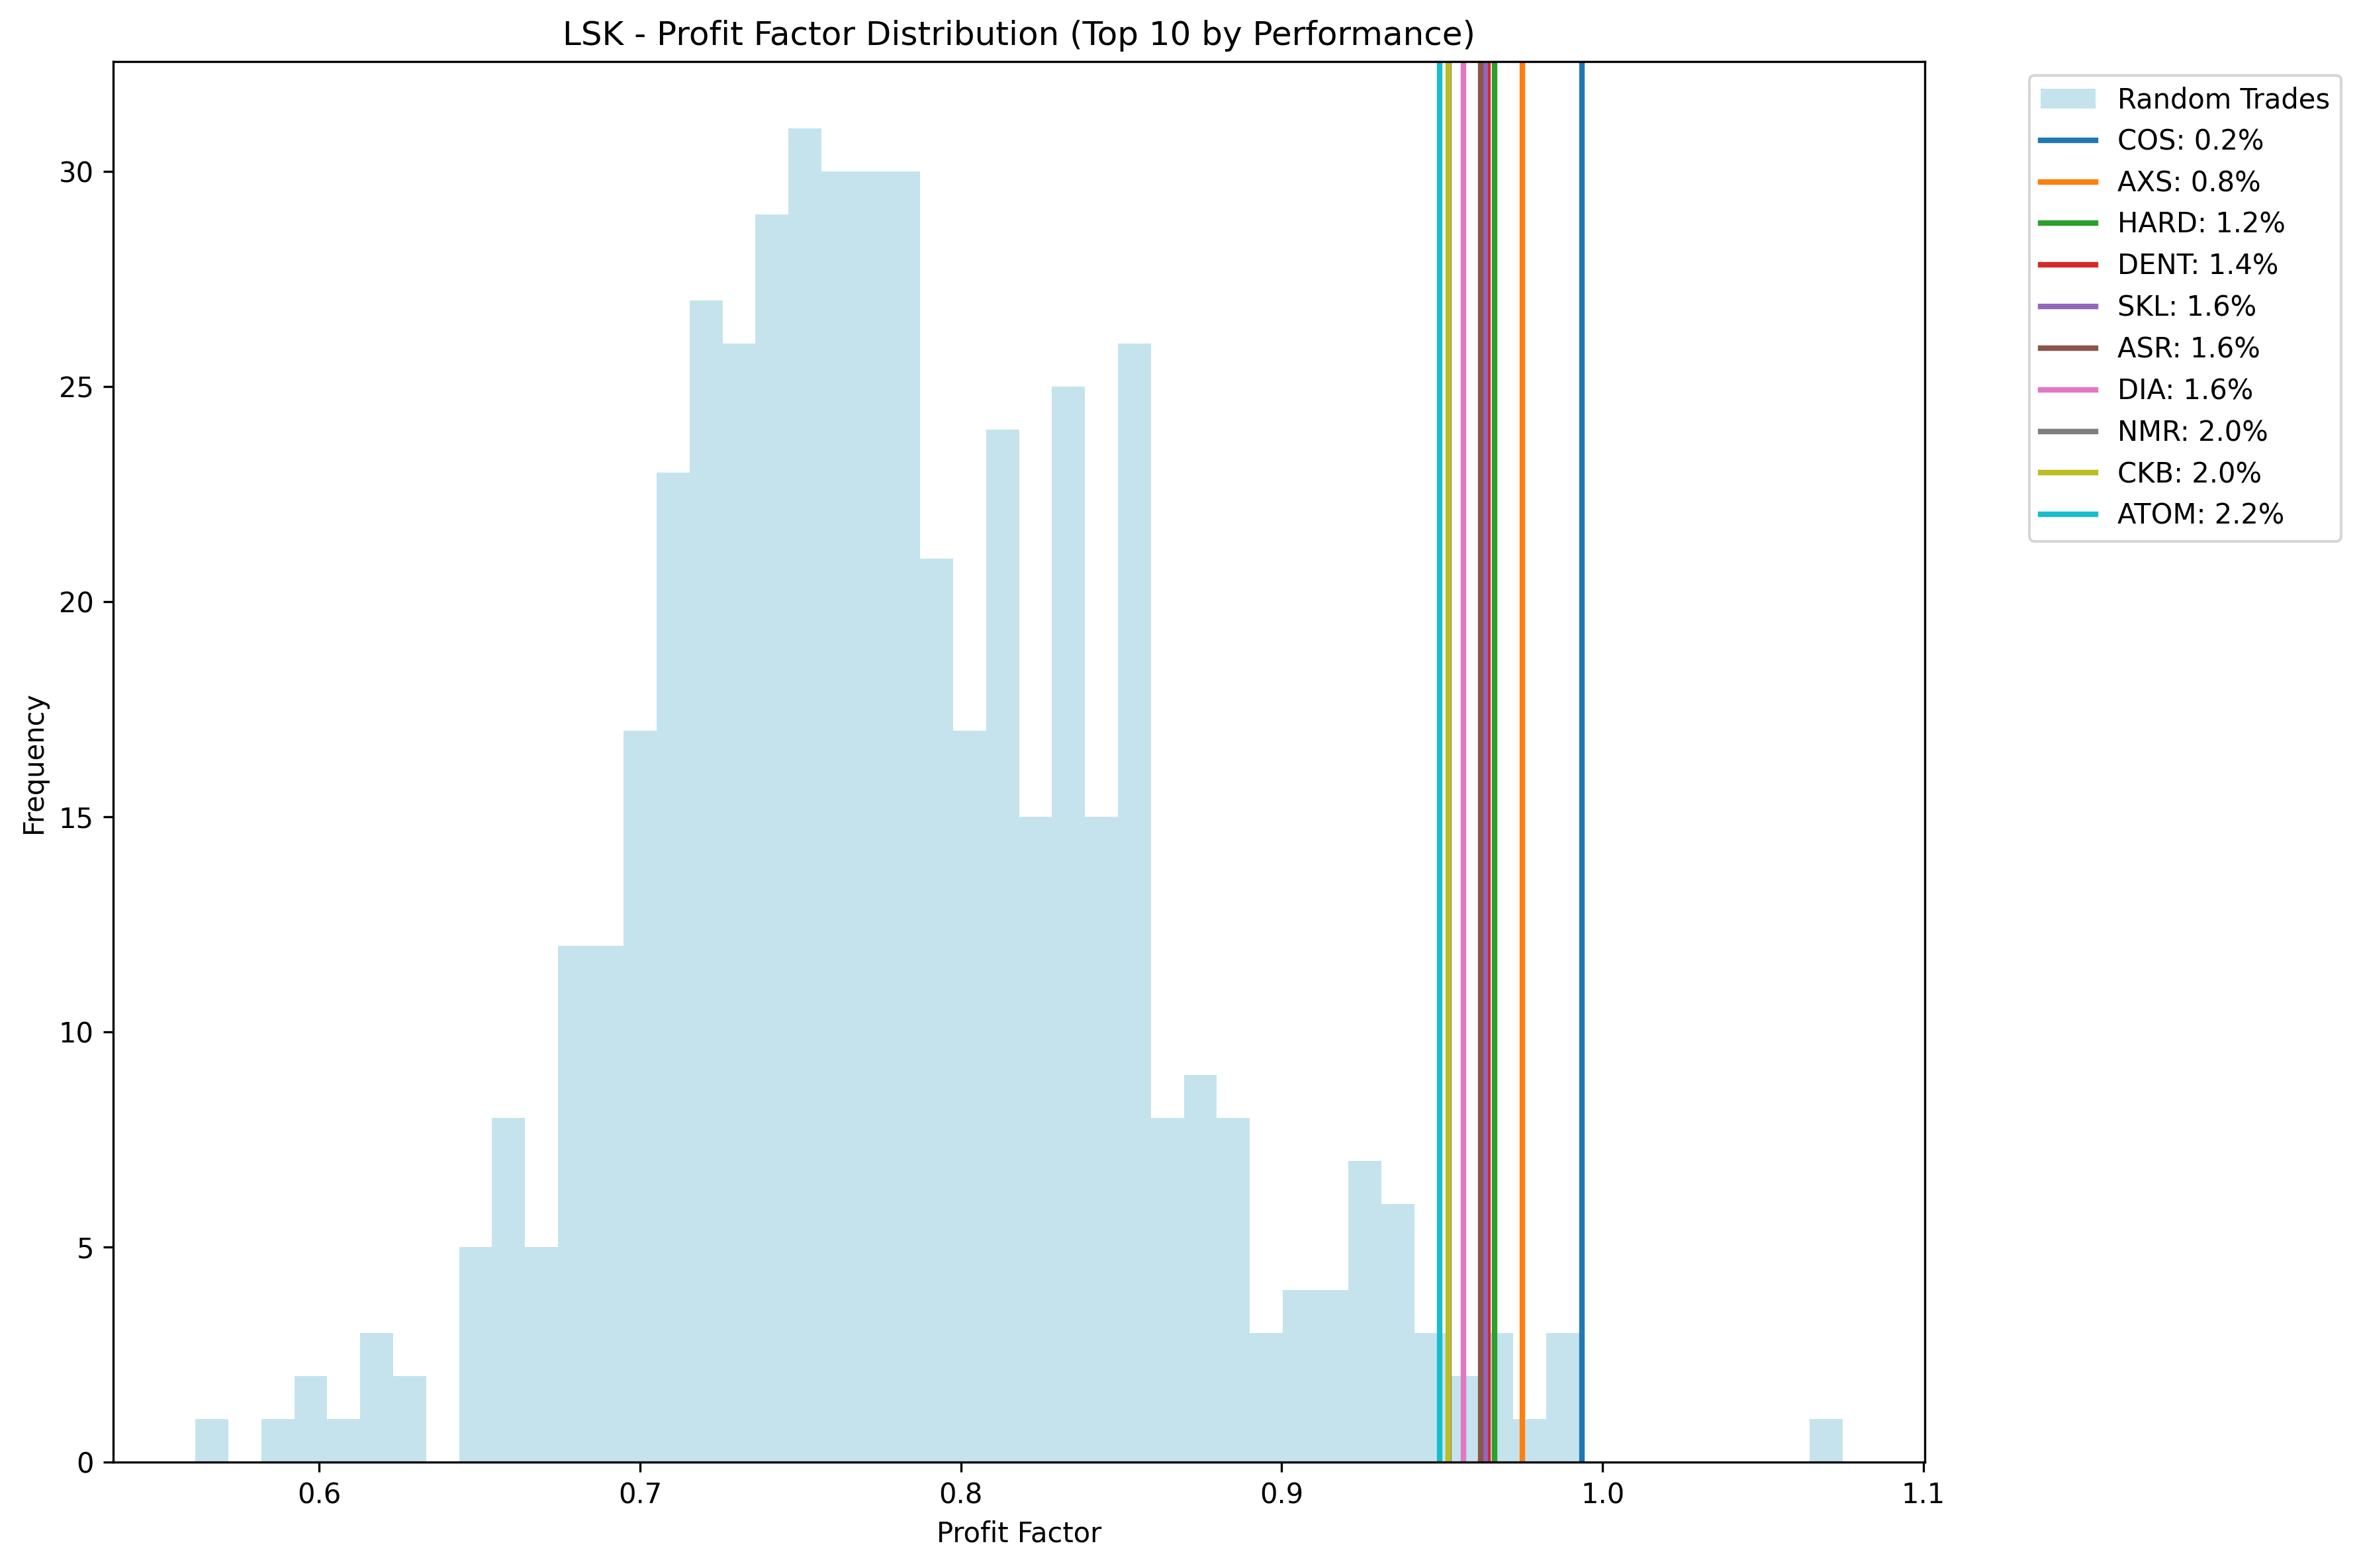 LSK - Profit Factor Distribution (Top 10 by Performance)
Random Trades
COS: 0.2%
AXS: 0.8%
HARD: 1.2%
DENT: 1.4%
SKL: 1.6%
ASR: 1.6%
DIA: 1.6%
NMR: 2.0%
CKB: 2.0%
ATOM: 2.2%
Frequency
30
25
20
15
10
5
0
0.6
0.7
0.8
0.9
1.0
1.1
Profit Factor